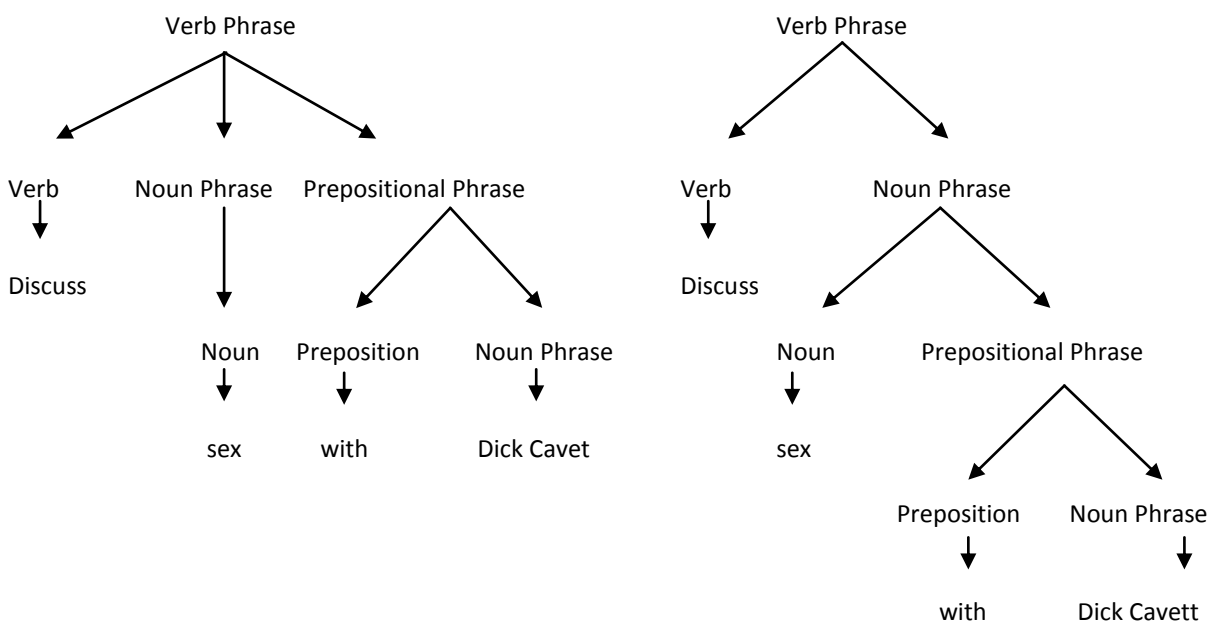 Verb Phrase Verb Phrase
Verb Noun Phrase Prepositional Phrase Verb Noun Phrase
Discuss Discuss
Noun Preposition Noun Phrase Noun Prepositional Phrase
sex with Dick Cavet sex
Preposition Noun Phrase
with Dick Cavett